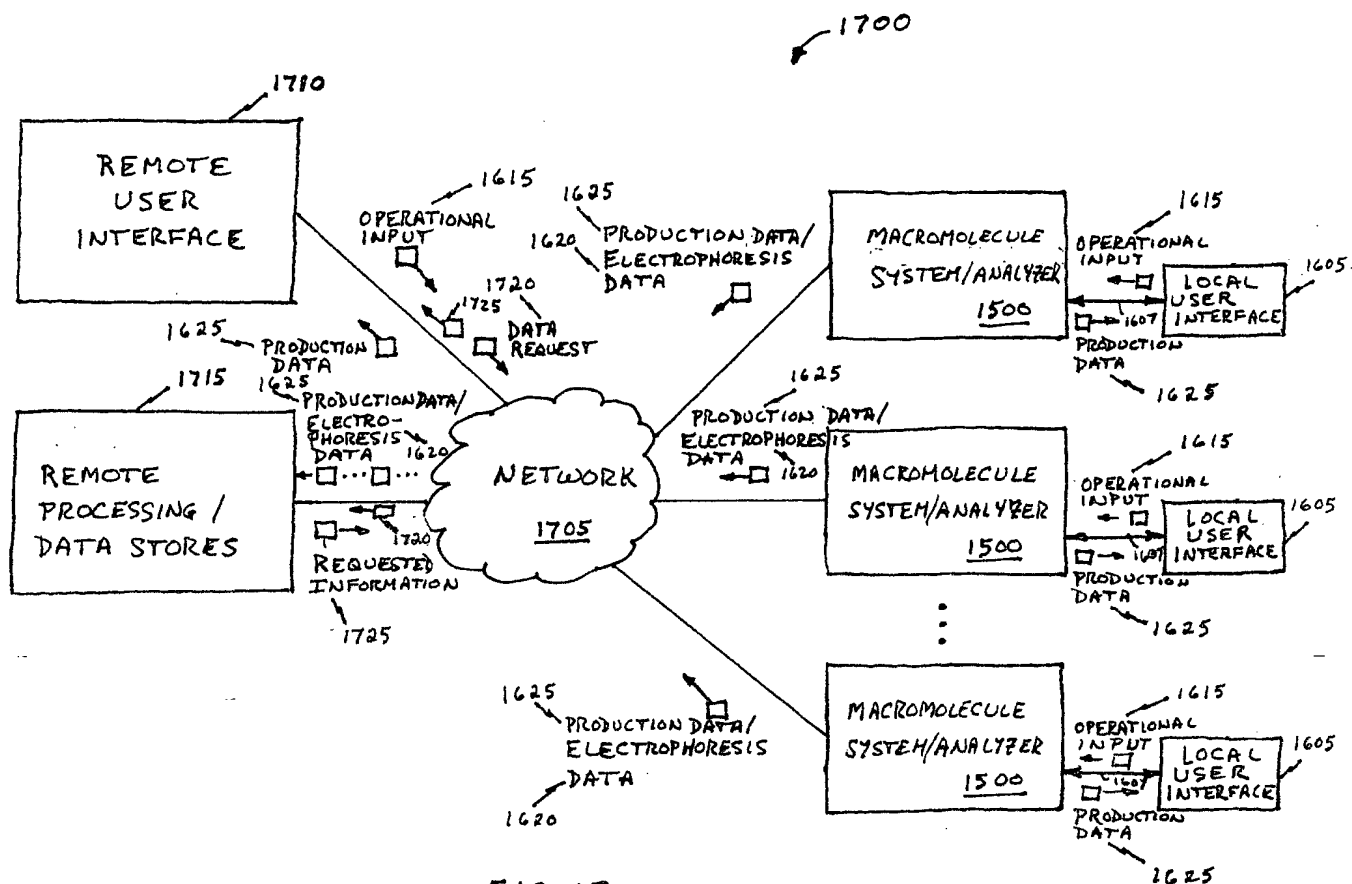 1700
1710
REMOTE
USER
INTERFACE
1615
OPERATIONAL
INPUT
1725
1720
DATA
REQUEST
1625
PRODUCTION
DATA
1625
1620
PRODUCTION DATA/
ELECTROPHORESIS
DATA
MACROMOLECULE
SYSTEM/ANALYZER
1500
1615
OPERATIONAL
INPUT
1607
PRODUCTION
DATA
1625
LOCAL
USER
INTERFACE
1605
1715
REMOTE
PROCESSING /
DATA STORES
1625
PRODUCTION DATA/
ELECTRO-
PHORESIS
DATA
1620
1720
REQUESTED
INFORMATION
1725
NETWORK
1705
1625
PRODUCTION DATA/
ELECTROPHORESIS
DATA
1620
MACROMOLECULE
SYSTEM/ANALYZER
1500
1615
OPERATIONAL
INPUT
1607
PRODUCTION
DATA
1625
LOCAL
USER
INTERFACE
1605
1625
PRODUCTION DATA/
ELECTROPHORESIS
DATA
1620
MACROMOLECULE
SYSTEM/ANALYZER
1500
1615
OPERATIONAL
INPUT
1607
PRODUCTION
DATA
1625
LOCAL
USER
INTERFACE
1605